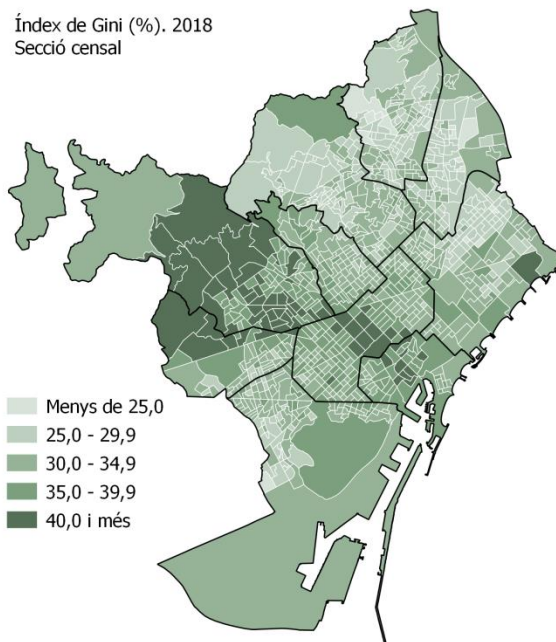 Índex de Gini (%). 2018
Secció censal
Menys de 25,0
25,0 - 29,9
30,0 - 34,9
35,0 - 39,9
40,0 i més